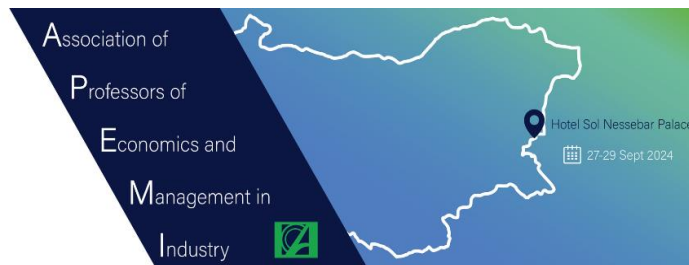 Association of
Professors of
Economics and
Management in
Industry
Hotel Sol Nessebar Palace
27-29 Sept 2024